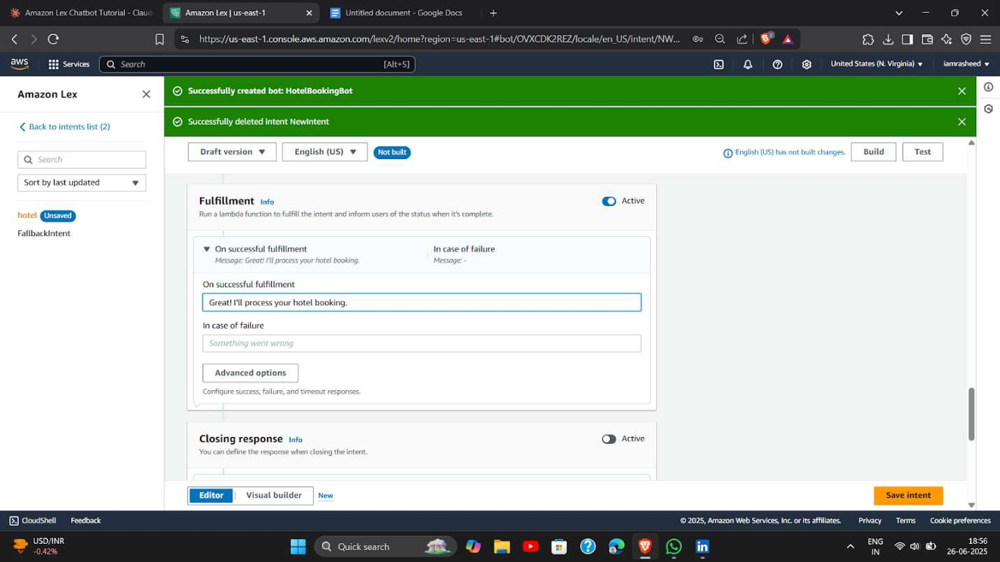 Amazon Lex Chatbot Tutorial - Claud
Amazon Lex | us-east-1
Untitled document - Google Docs
https://us-east-1.console.aws.amazon.com/lexv2/home?region=us-east-1#bot/OVXCDK2REZ/locale/en_US/intent/NW...
2
aws
Services
Search
[Alt+S]
United States (N. Virginia)
iamrasheed
Amazon Lex
Successfully created bot: HotelBookingBot
Back to intents list (2)
Successfully deleted intent NewIntent
Search
Draft version
English (US)
Not built
English (US) has not built changes.
Build
Test
Sort by last updated
hotel
Unsaved
FallbackIntent
Fulfillment
Info
Active
Run a lambda function to fulfill the intent and inform users of the status when it's complete.
On successful fulfillment
In case of failure
Message: Great! I'll process your hotel booking.
Message: -
On successful fulfillment
Great! I'll process your hotel booking.
In case of failure
Something went wrong
Advanced options
Configure success, failure, and timeout responses.
Closing response
Info
Active
You can define the response when closing the intent.
Editor
Visual builder
New
Save intent
CloudShell
Feedback
© 2025, Amazon Web Services, Inc. or its affiliates.
Privacy
Terms
Cookie preferences
USD/INR
-0.42%
Quick search
ENG
IN
18:56
26-06-2025